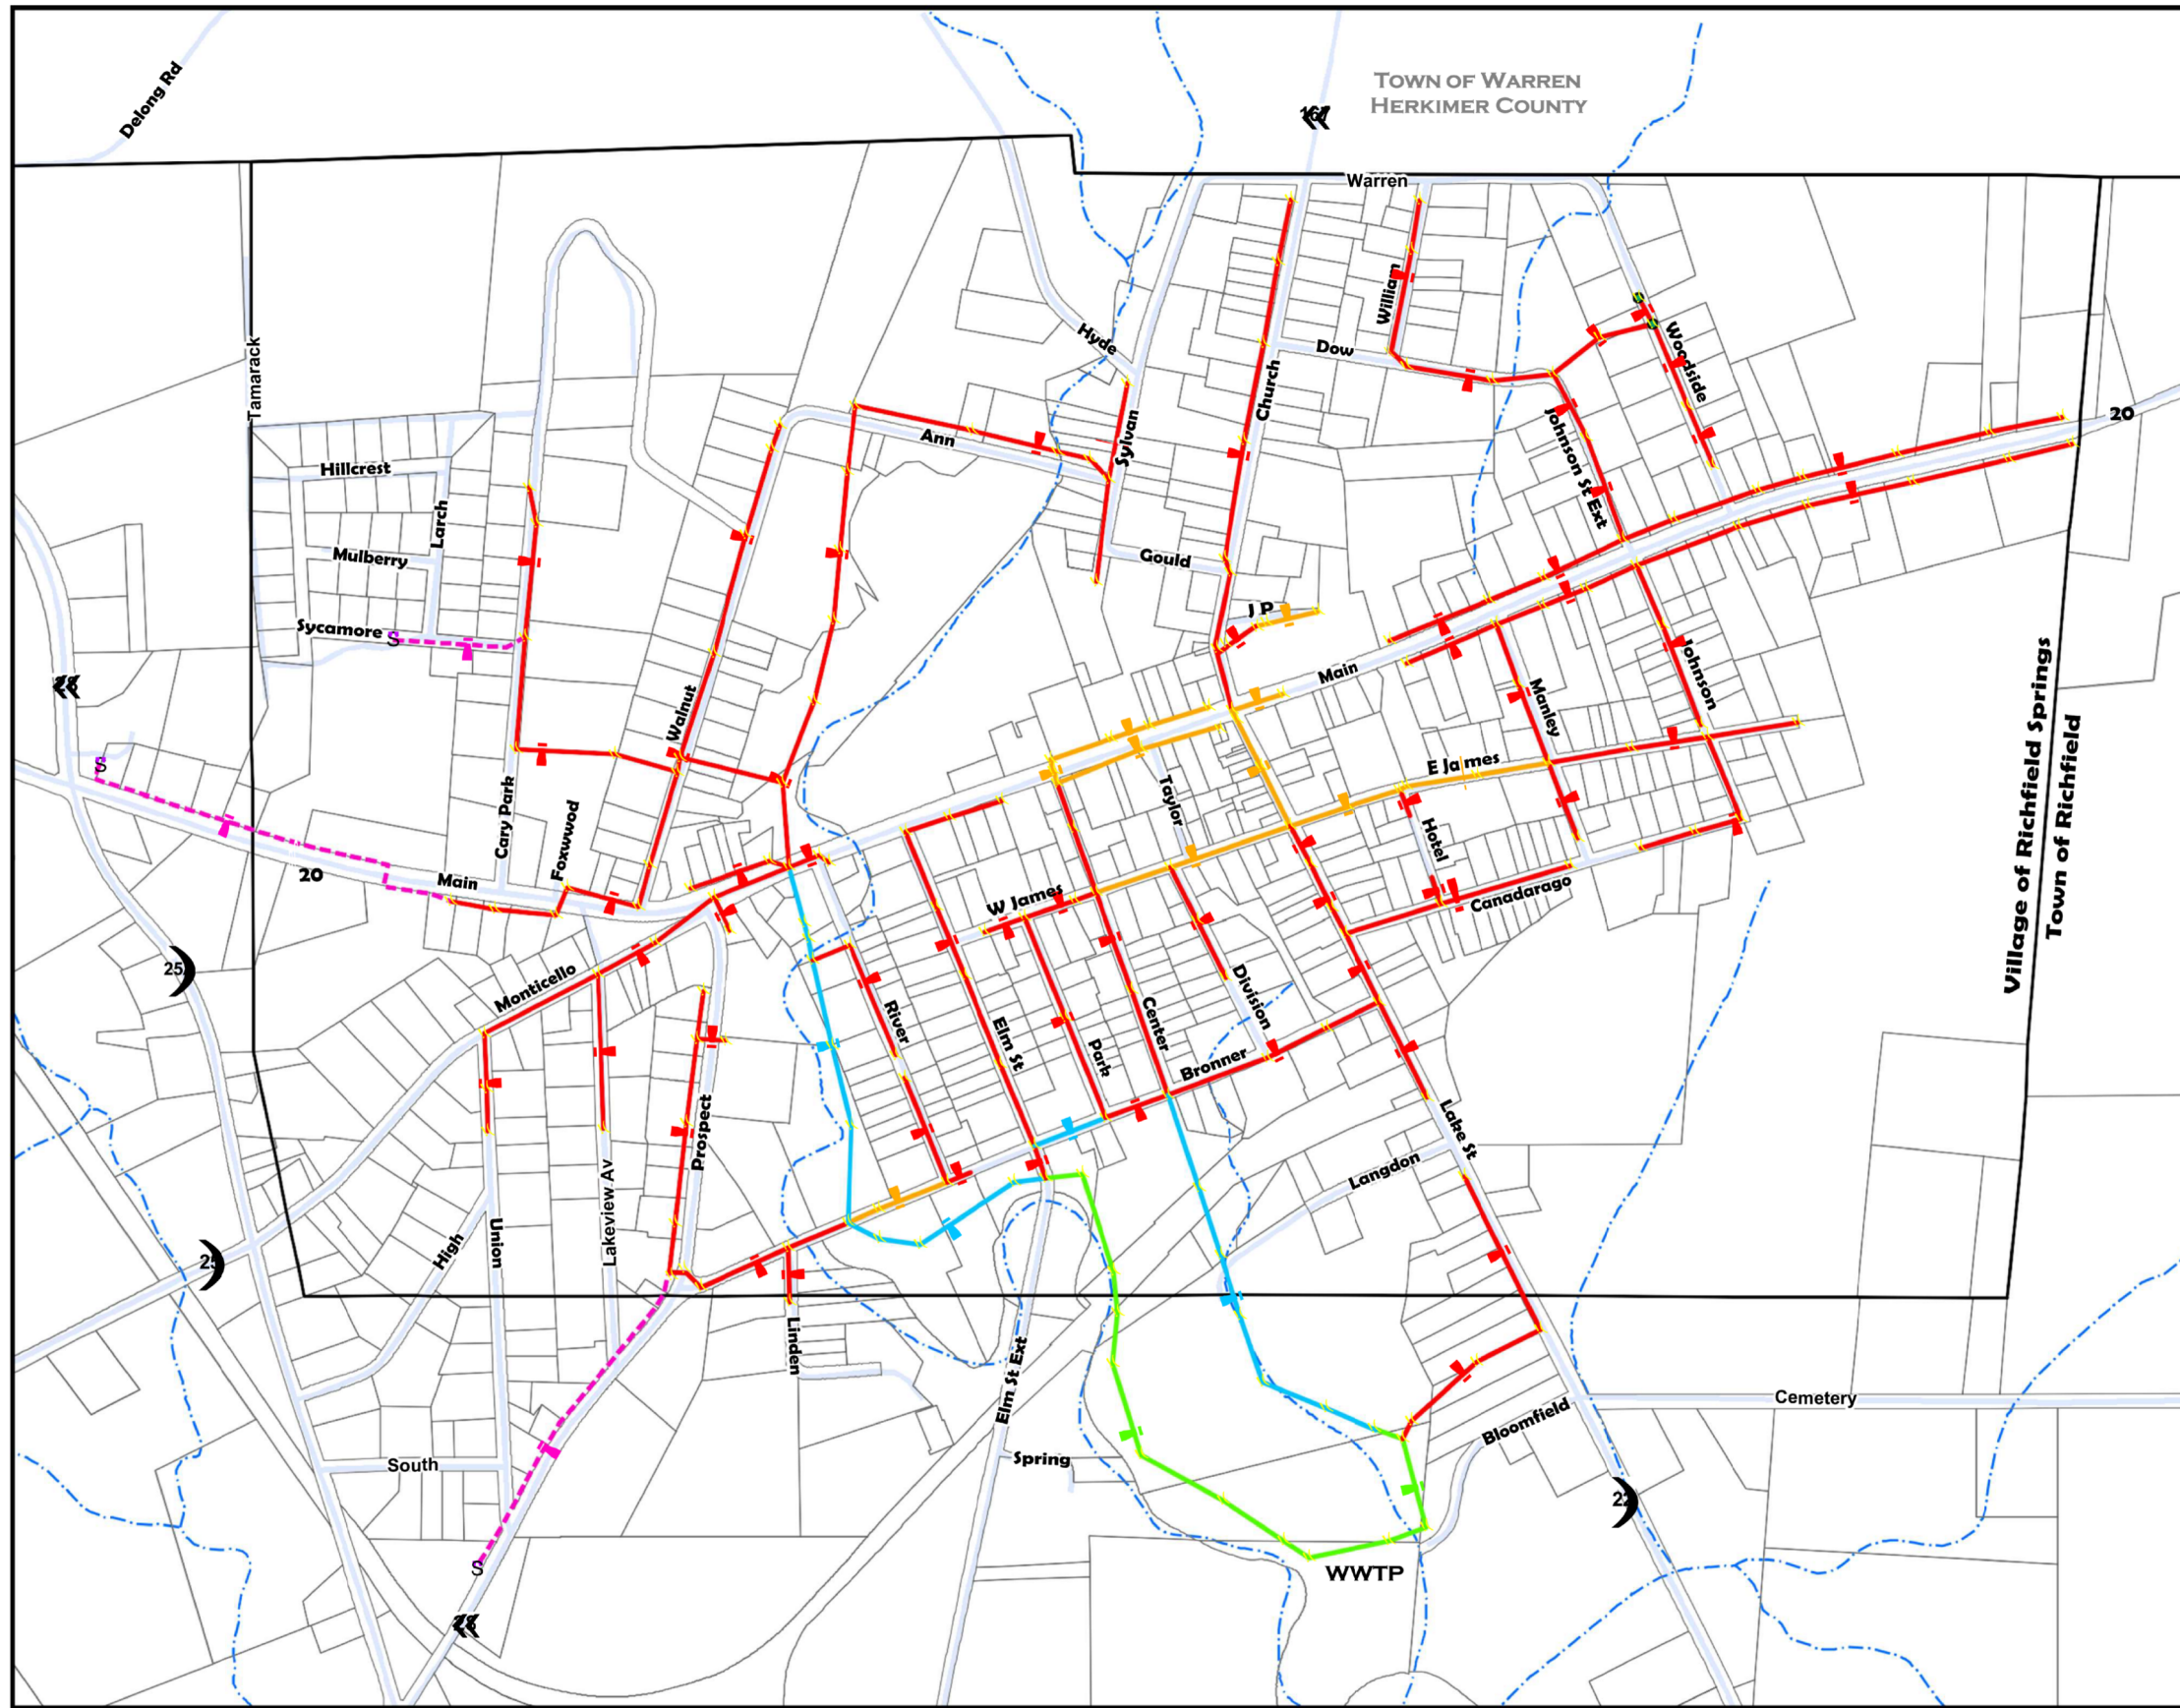 Delong Rd
TOWN OF WARREN
HERKIMER COUNTY
167
Warren
Tamarack
Hyde
William
Dow
Woodside
Church
Sylvan
Ann
20
Hillcrest
Larch
Johnson St Ext
Mulberry
Gould
Sycamore
S
J P
28
Main
Johnson
Walnut
Manley
S
E James
Taylor
Cary Park
Foxwwod
Hotel
20
Main
W James
Canadarago
Village of Richfield Springs
Town of Richfield
25
Monticello
River
Elm St
Park
Center
Division
Bronner
Prospect
Lake St
Langdon
High
Union
Lakeview Av
25
Linden
Elm St Ext
Cemetery
Bloomfield
South
Spring
22
S
WWTP
28